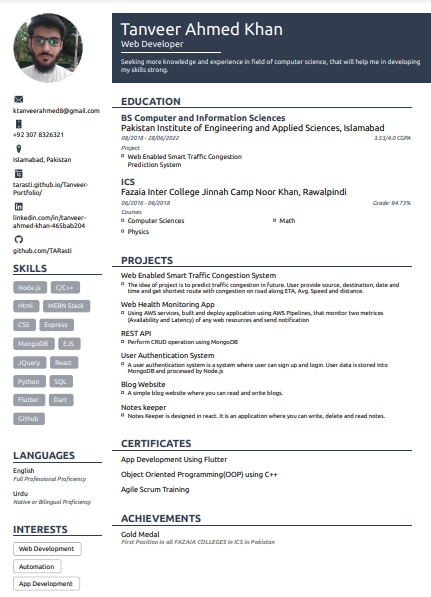 Tanveer Ahmed Khan
Web Developer
Seeking more knowledge and experience in field of computer science, that will help me in developing
my skills strong.
ktanveerahmed8@gmail.com
+92 307 8326321
Islamabad, Pakistan
tarasti.github.io/Tanveer-
Portfolio/
linkedin.com/in/tanveer-
ahmed-khan-465bab204
github.com/TARasti
SKILLS
Node.js
C/C++
Html
MERN Stack
CSS
Express
MongoDB
EJS
JQuery
React
Python
SQL
Flutter
Dart
Github
LANGUAGES
English
Full Professional Proficiency
Urdu
Native or Bilingual Proficiency
INTERESTS
Web Development
Automation
App Development
EDUCATION
BS Computer and Information Sciences
Pakistan Institute of Engineering and Applied Sciences, Islamabad
08/2018 - 28/06/2022 3.53/4.0 CGPA
Project
Web Enabled Smart Traffic Congestion
Prediction System
ICS
Fazaia Inter College Jinnah Camp Noor Khan, Rawalpindi
06/2016 - 06/2018 Grade: 84.73%
Courses
Computer Sciences
Math
Physics
PROJECTS
Web Enabled Smart Traffic Congestion System
The idea of project is to predict traffic congestion in future. User provide source, destination, date and
time and get shortest route with congestion on road along ETA, Avg. Speed and distance.
Web Health Monitoring App
Using AWS services, built and deploy application using AWS Pipelines, that monitor two metrics
(Availability and Latency) of any web resources and send notification
REST API
Perform CRUD operation using MongoDB
User Authentication System
A user authentication system is a system where user can sign up and login. User data is stored into
MongoDB and processed by Node.js
Blog Website
A simple blog website where you can read and write blogs.
Notes keeper
Notes Keeper is designed in react. It is an application where you can write, delete and read notes.
CERTIFICATES
App Development Using Flutter
Object Oriented Programming(OOP) using C++
Agile Scrum Training
ACHIEVEMENTS
Gold Medal
First Position in all FAZAIA COLLEGES in ICS in Pakistan